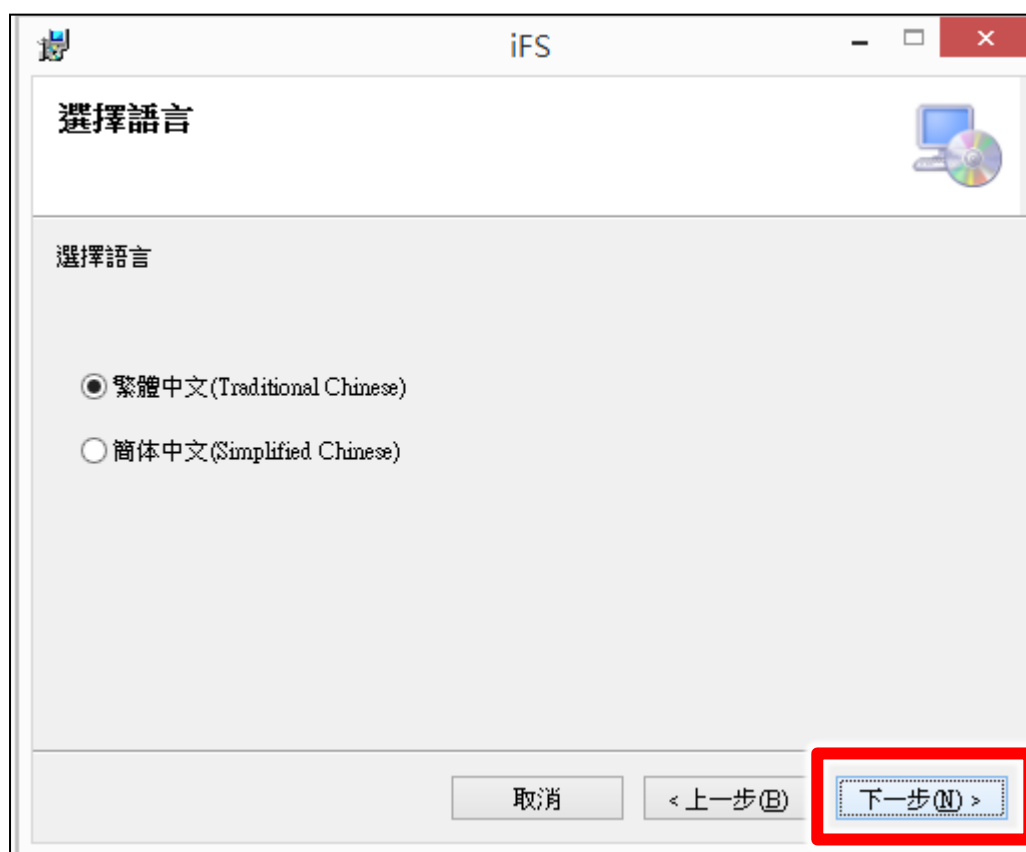 iFS
選擇語言
選擇語言
繁體中文(Traditional Chinese)
簡体中文(Simplified Chinese)
取消
<上一步(B)
下一步(N) >